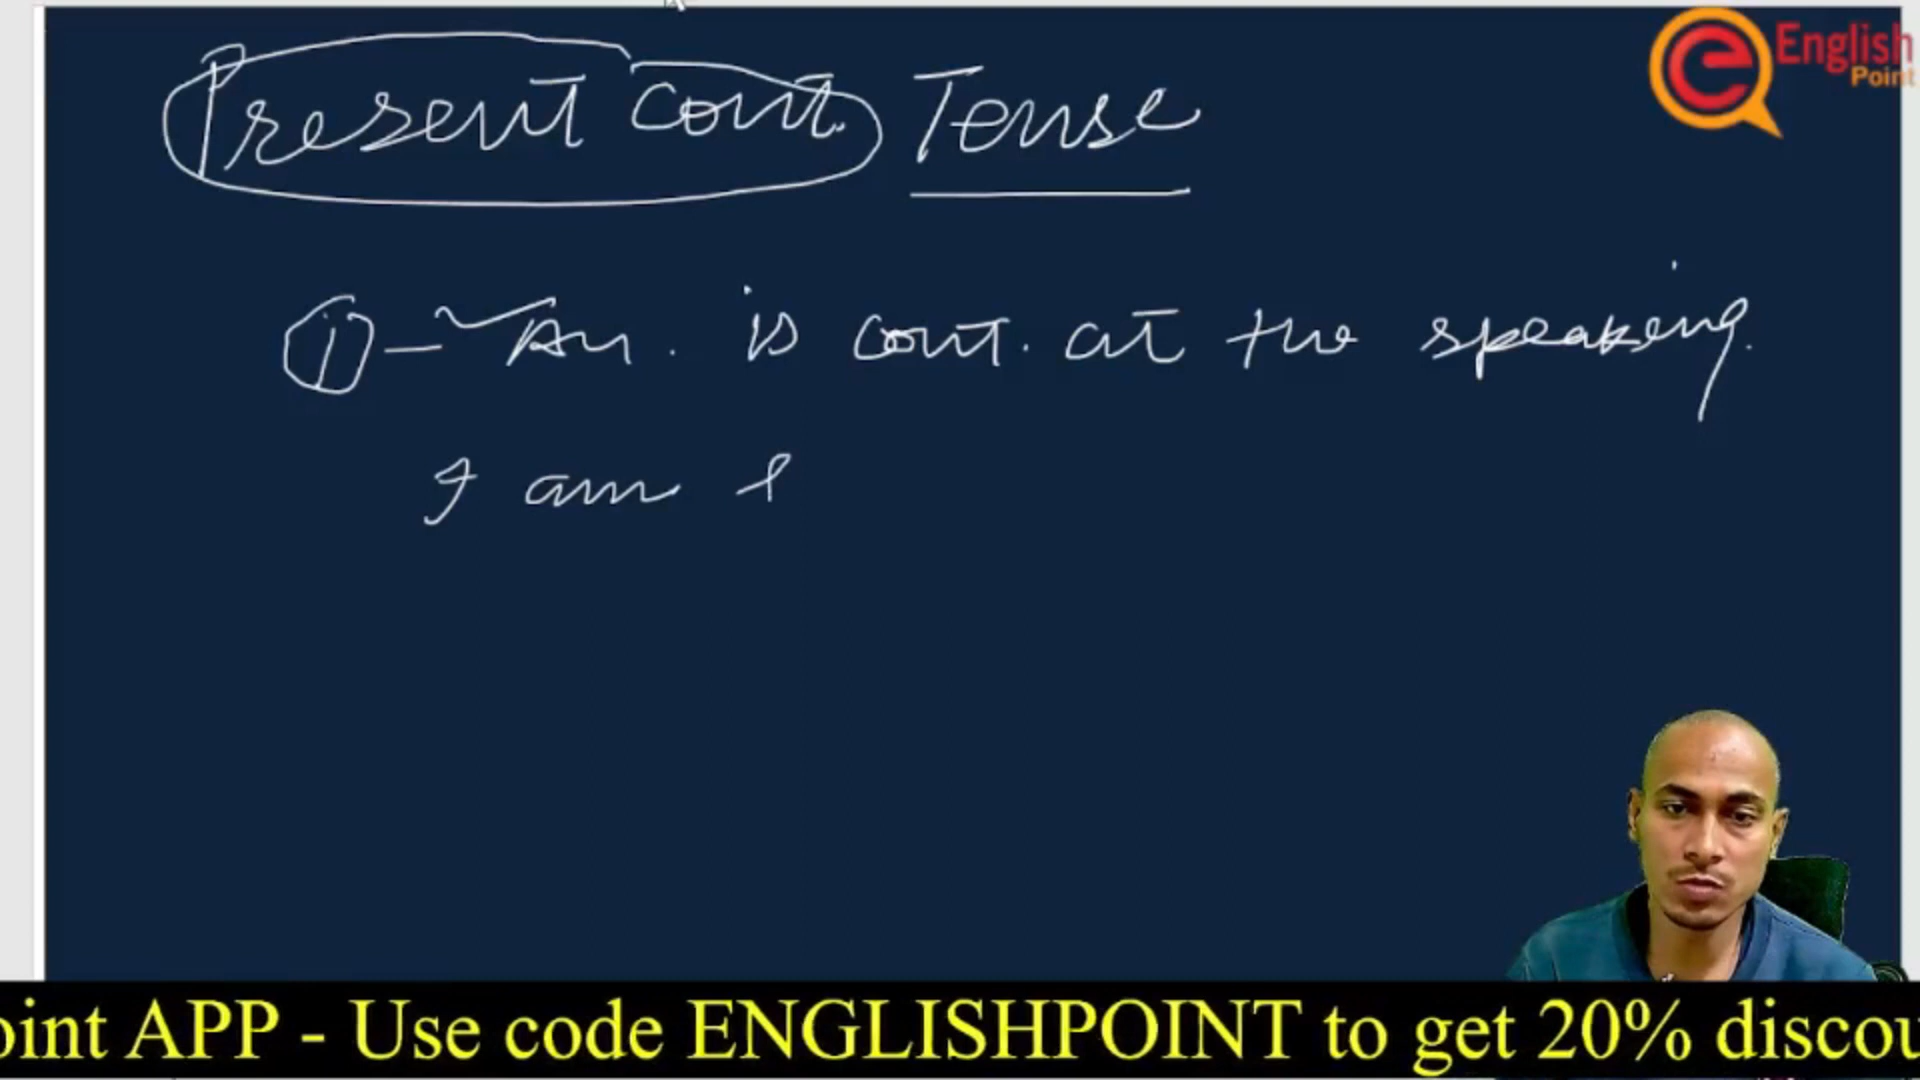 Present cont. Tense
English
Point
① - An. is cont. at the speaking.
I am
oint APP - Use code ENGLISHPOINT to get 20% discou